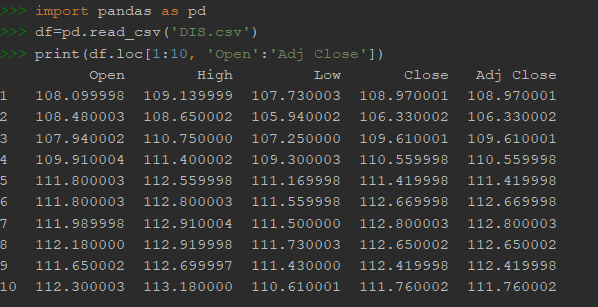 >>> import pandas as pd
>>> df=pd.read_csv('DIS.csv')
>>> print(df.loc[1:10, 'Open':'Adj Close'])
Open High Low Close Adj Close
1 108.099998 109.139999 107.730003 108.970001 108.970001
2 108.480003 108.650002 105.940002 106.330002 106.330002
3 107.940002 110.750000 107.250000 109.610001 109.610001
4 109.910004 111.400002 109.300003 110.559998 110.559998
5 111.800003 112.559998 111.169998 111.419998 111.419998
6 111.800003 112.800003 111.559998 112.669998 112.669998
7 111.989998 112.910004 111.500000 112.800003 112.800003
8 112.180000 112.919998 111.730003 112.650002 112.650002
9 111.650002 112.699997 111.430000 112.419998 112.419998
10 112.300003 113.180000 110.610001 111.760002 111.760002